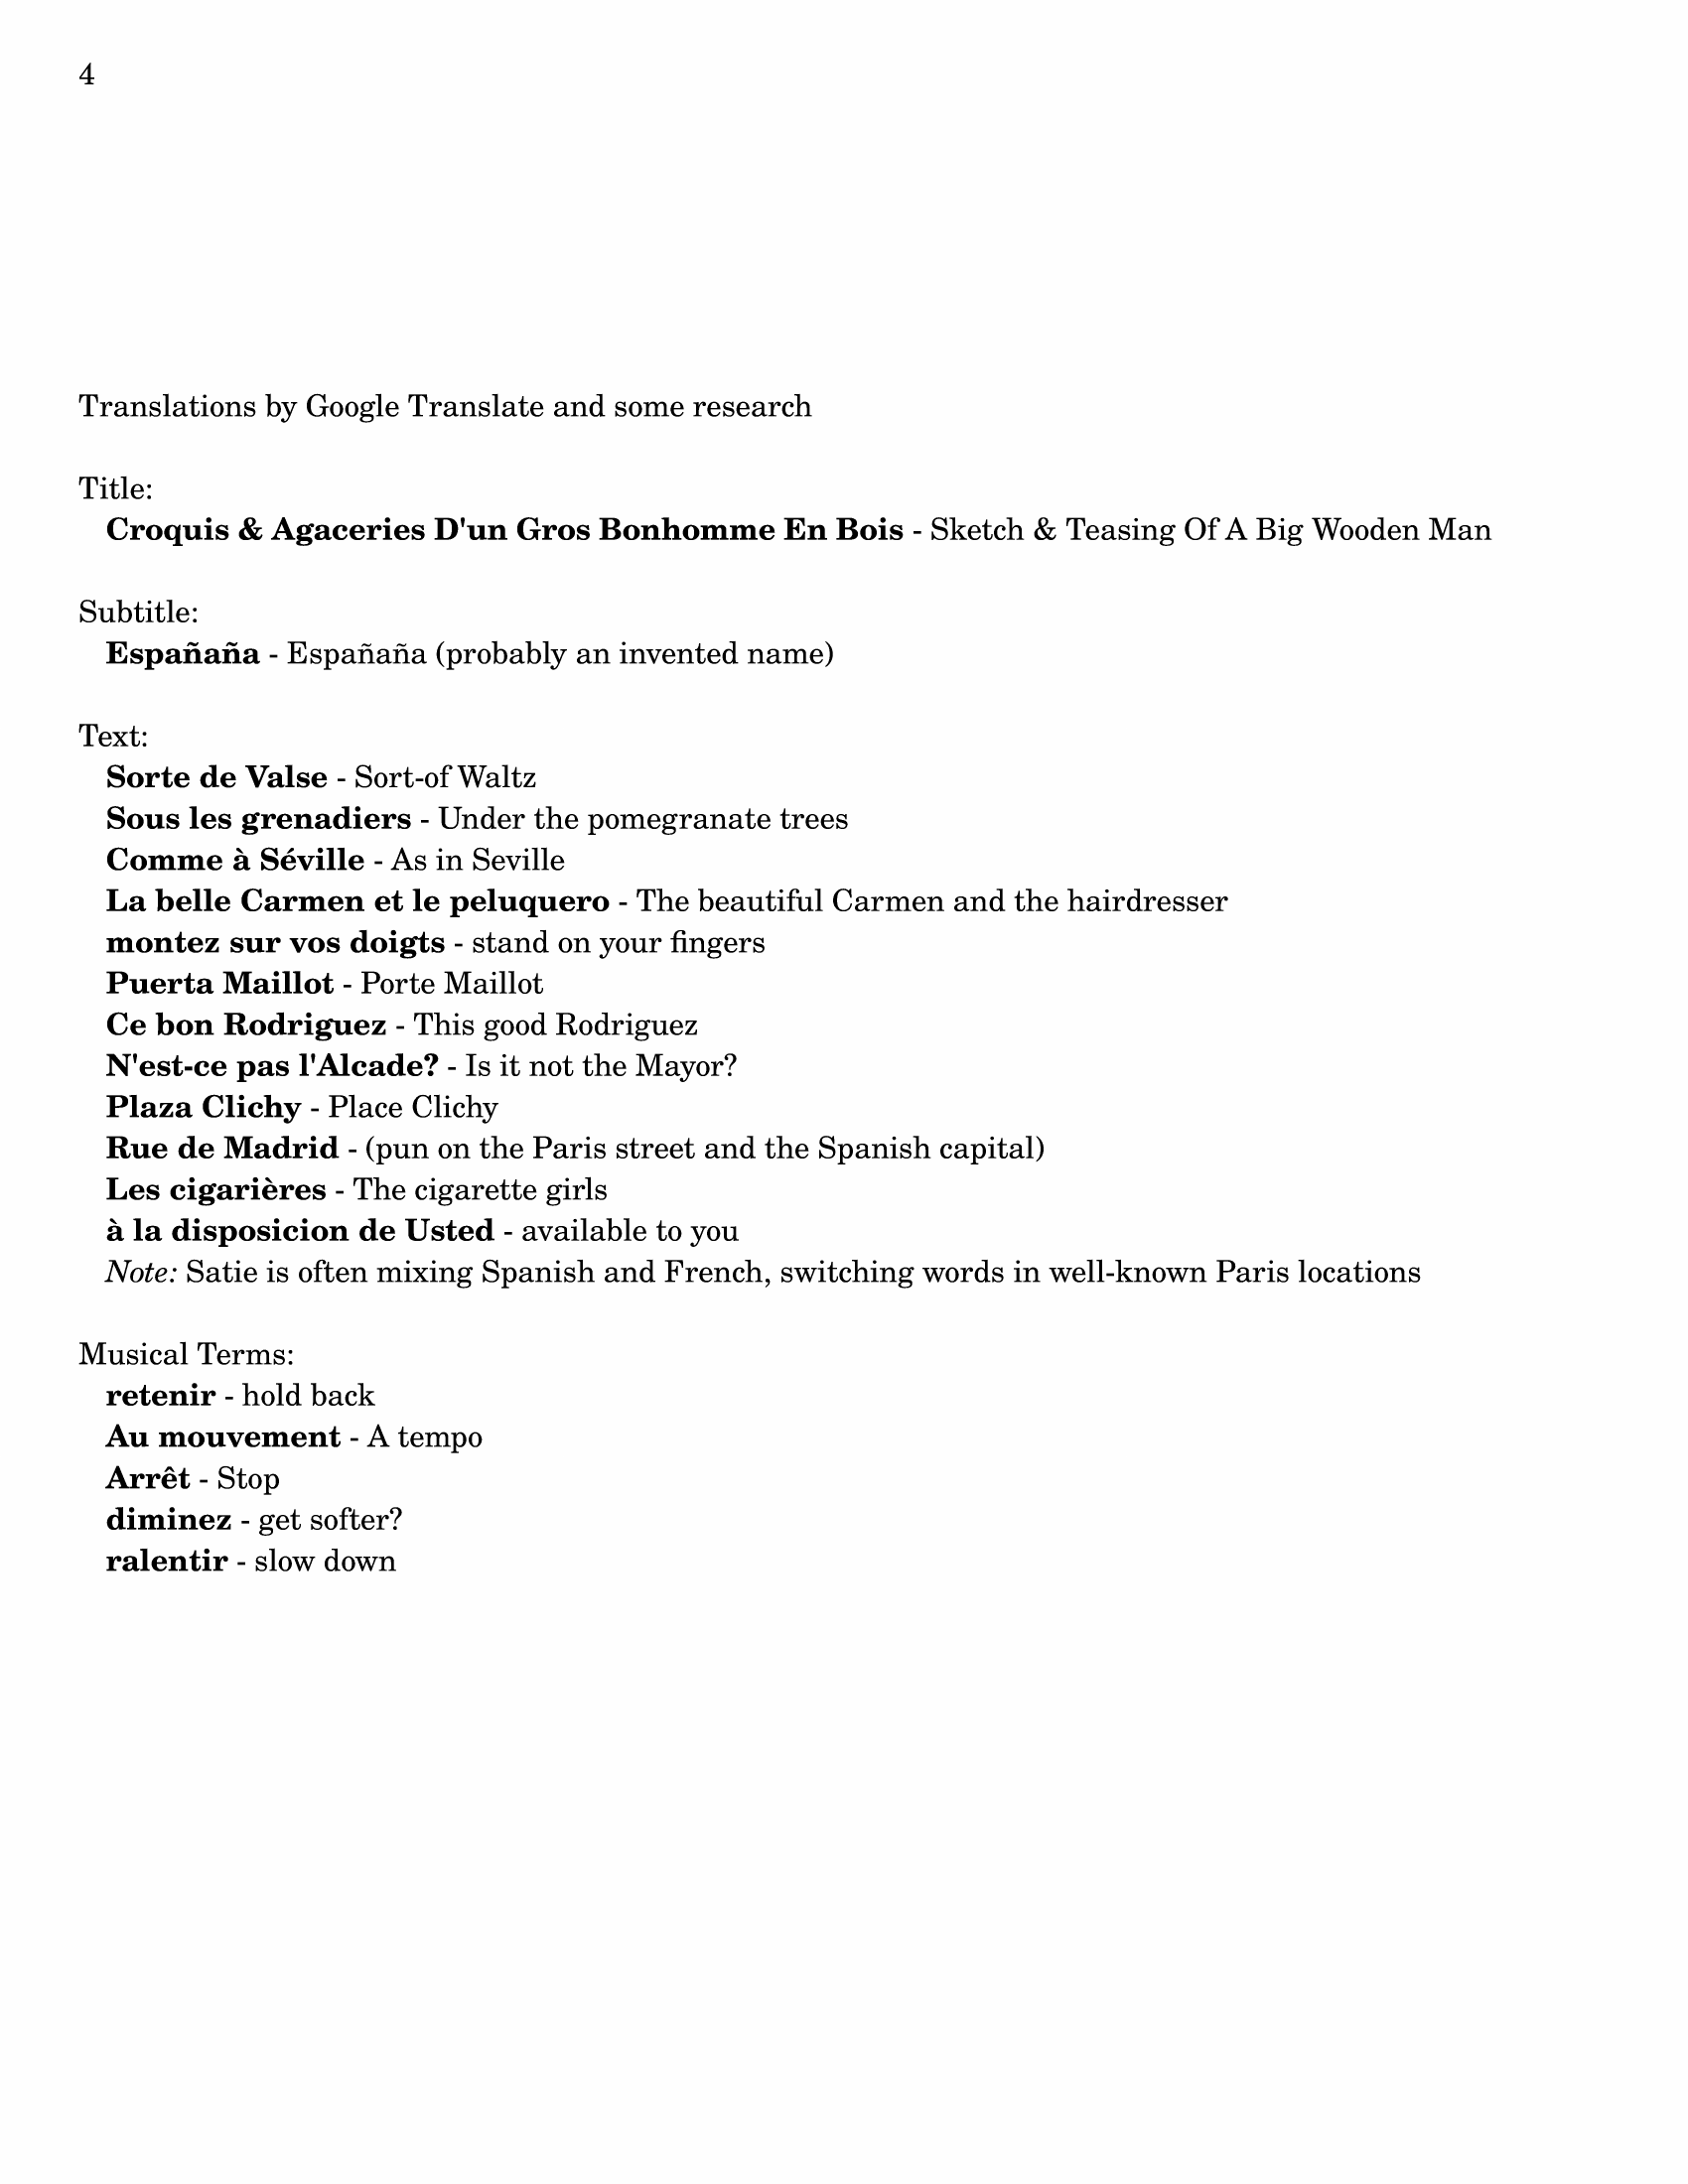 4
Translations by Google Translate and some research
Title:
Croquis & Agaceries D'un Gros Bonhomme En Bois - Sketch & Teasing Of A Big Wooden Man
Subtitle:
Españaña - Españaña (probably an invented name)
Text:
Sorte de Valse - Sort-of Waltz
Sous les grenadiers - Under the pomegranate trees
Comme à Séville - As in Seville
La belle Carmen et le peluquero - The beautiful Carmen and the hairdresser
montez sur vos doigts - stand on your fingers
Puerta Maillot - Porte Maillot
Ce bon Rodriguez - This good Rodriguez
N'est-ce pas l'Alcade? - Is it not the Mayor?
Plaza Clichy - Place Clichy
Rue de Madrid - (pun on the Paris street and the Spanish capital)
Les cigarières - The cigarette girls
à la disposicion de Usted - available to you
Note: Satie is often mixing Spanish and French, switching words in well-known Paris locations
Musical Terms:
retenir - hold back
Au mouvement - A tempo
Arrêt - Stop
diminez - get softer?
ralentir - slow down